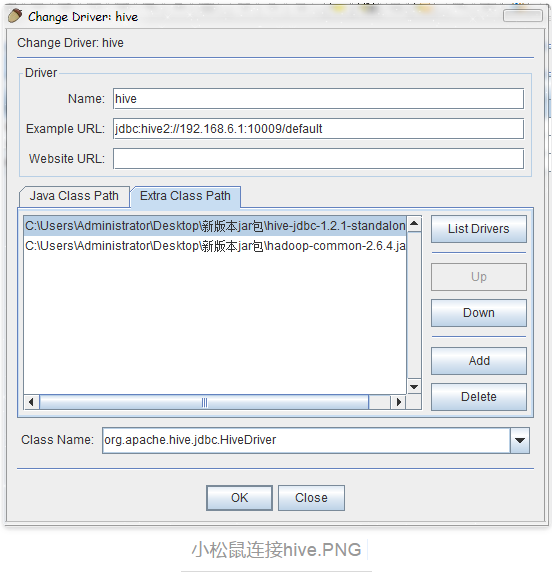 Change Driver: hive
Change Driver: hive
Driver
Name: hive
Example URL: jdbc:hive2://192.168.6.1:10009/default
Website URL:
Java Class Path Extra Class Path
C:\Users\Administrator\Desktop\新版本jar包\hive-jdbc-1.2.1-standalon
C:\Users\Administrator\Desktop\新版本jar包\hadoop-common-2.6.4.ja
List Drivers
Up
Down
Add
Delete
Class Name: org.apache.hive.jdbc.HiveDriver
OK Close
小松鼠连接hive.PNG